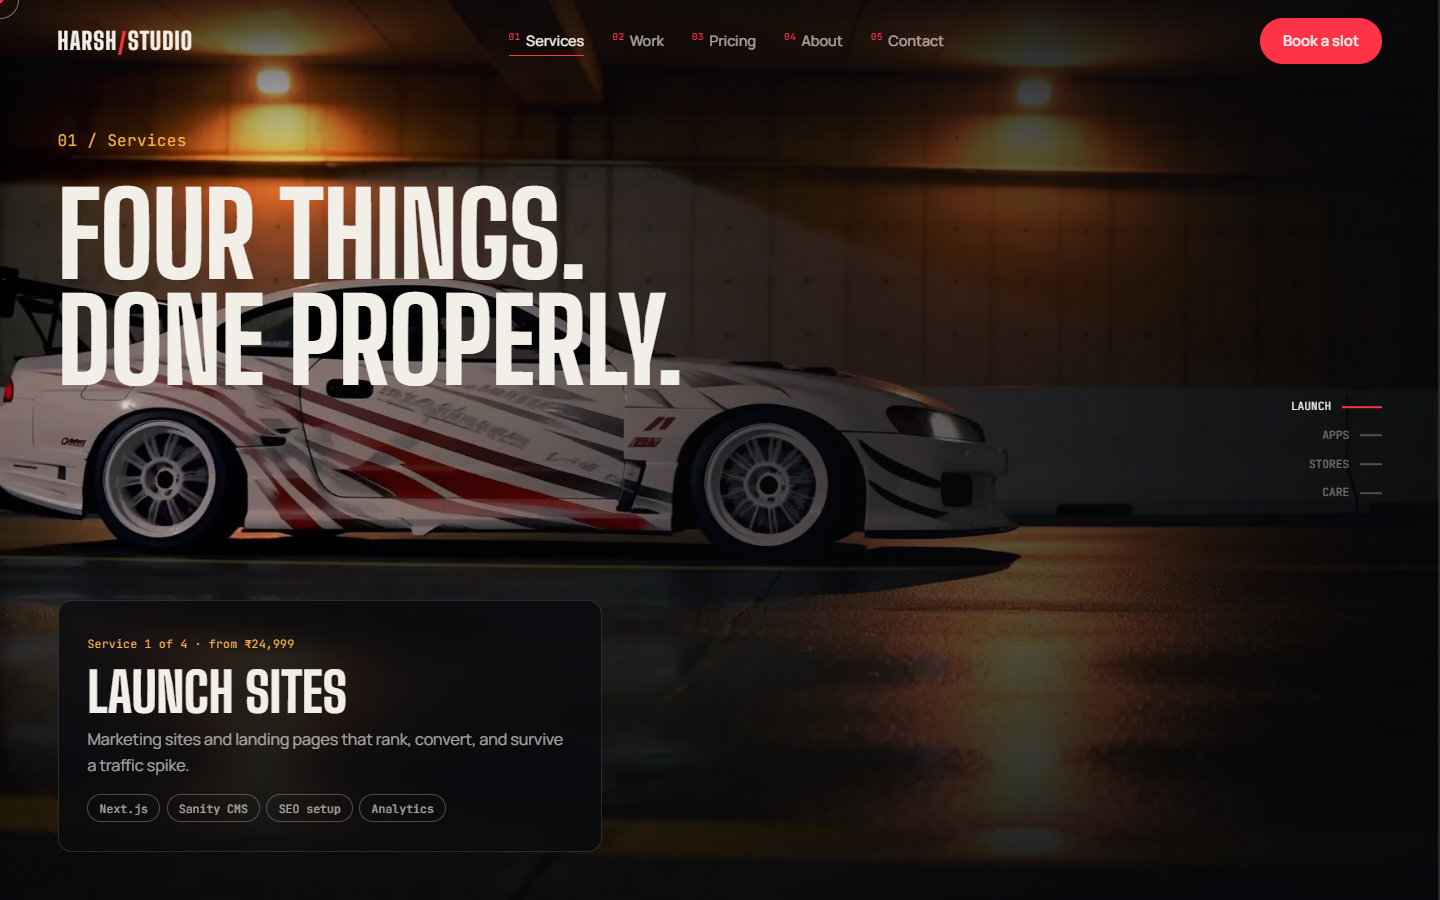 HARSH/STUDIO
01 Services
02 Work
03 Pricing
04 About
05 Contact
Book a slot
01 / Services
FOUR THINGS.
DONE PROPERLY.
LAUNCH
APPS
STORES
CARE
Service 1 of 4 · from ₹24,999
LAUNCH SITES
Marketing sites and landing pages that rank, convert, and survive
a traffic spike.
Next.js
Sanity CMS
SEO setup
Analytics